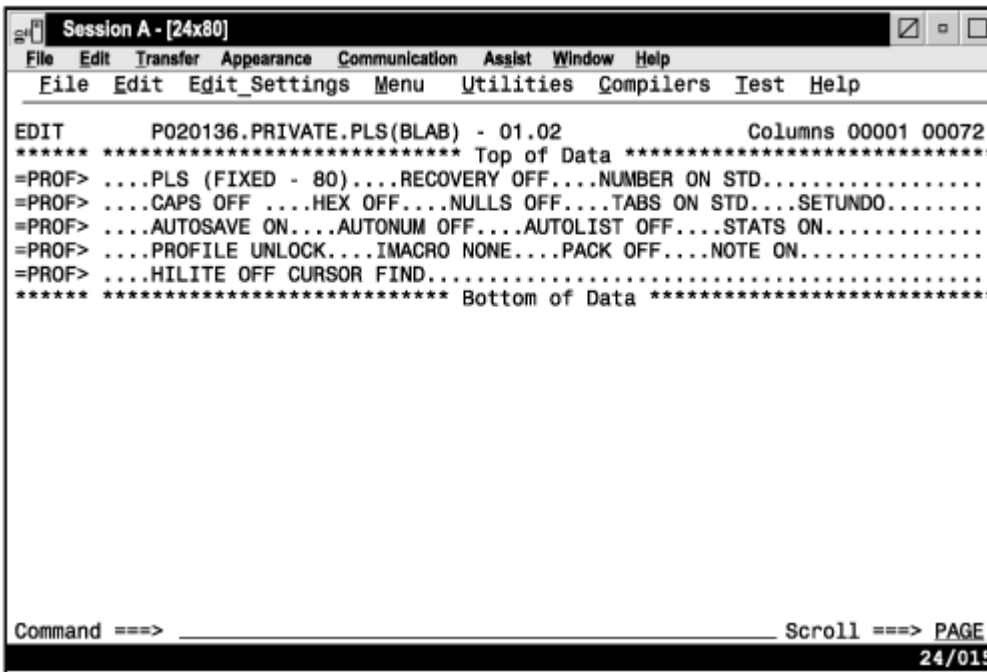 Session A - [24x80]
File Edit Transfer Appearance Communication Assist Window Help
File Edit Edit_Settings Menu Utilities Compilers Test Help
EDIT P020136.PRIVATE.PLS(BLAB) - 01.02 Columns 00001 00072
****** ***************************** Top of Data ******************************
=PROF> ....PLS (FIXED - 80)....RECOVERY OFF....NUMBER ON STD..................
=PROF> ....CAPS OFF ....HEX OFF....NULLS OFF....TABS ON STD....SETUNDO........
=PROF> ....AUTOSAVE ON....AUTONUM OFF....AUTOLIST OFF....STATS ON.............
=PROF> ....PROFILE UNLOCK....IMACRO NONE....PACK OFF....NOTE ON...............
=PROF> ....HILITE OFF CURSOR FIND.............................................
****** **************************** Bottom of Data ****************************
Command ===> Scroll ===> PAGE
24/015